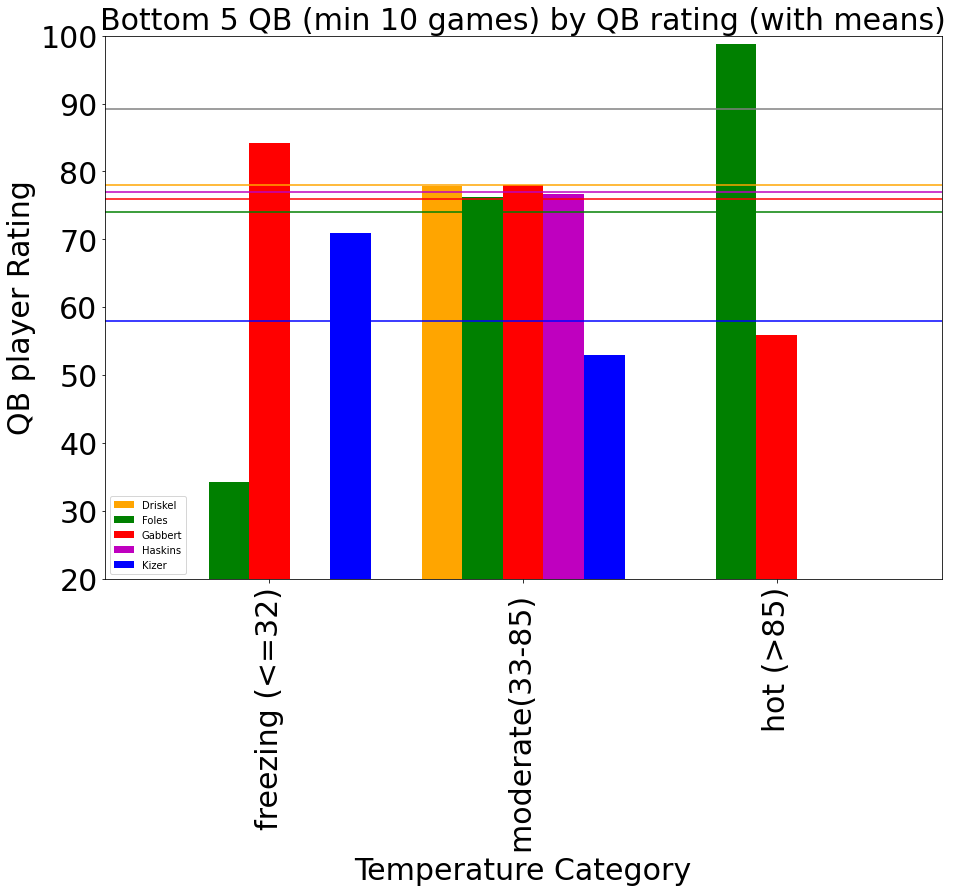 Bottom 5 QB (min 10 games) by QB rating (with means)
QB player Rating
100
90
80
70
60
50
40
30
20
Driskel
Foles
Gabbert
Haskins
Kizer
freezing (<=32)
moderate(33-85)
hot (>85)
Temperature Category